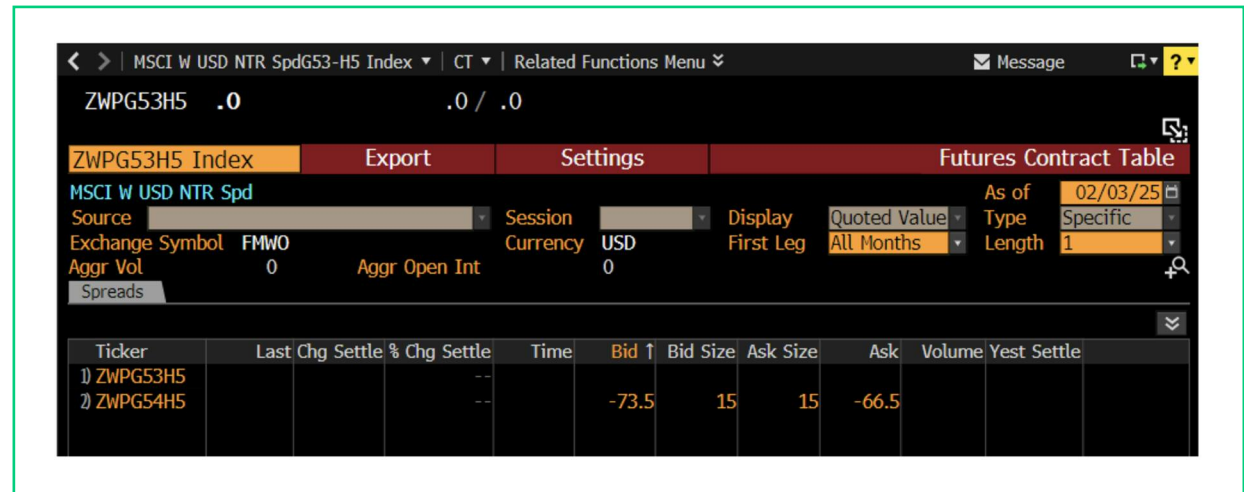 MSCI W USD NTR SpdG53-H5 Index CT Related Functions Menu Message ?
ZWPG53H5 .0 .0 / .0
ZWPG53H5 Index Export Settings Futures Contract Table
MSCI W USD NTR Spd As of 02/03/25
Source Session Display Quoted Value Type Specific
Exchange Symbol FMWO Currency USD First Leg All Months Length 1
Aggr Vol 0 Aggr Open Int 0
Spreads
Ticker Last Chg Settle % Chg Settle Time Bid ↑ Bid Size Ask Size Ask Volume Yest Settle
1) ZWPG53H5 --
2) ZWPG54H5 -- -73.5 15 15 -66.5